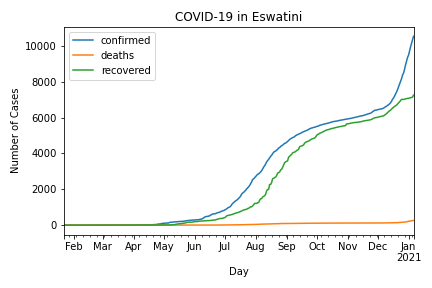 COVID-19 in Eswatini
confirmed
deaths
recovered
Number of Cases
10000
8000
6000
4000
2000
0
Feb Mar Apr May Jun Jul Aug Sep Oct Nov Dec Jan
2021
Day